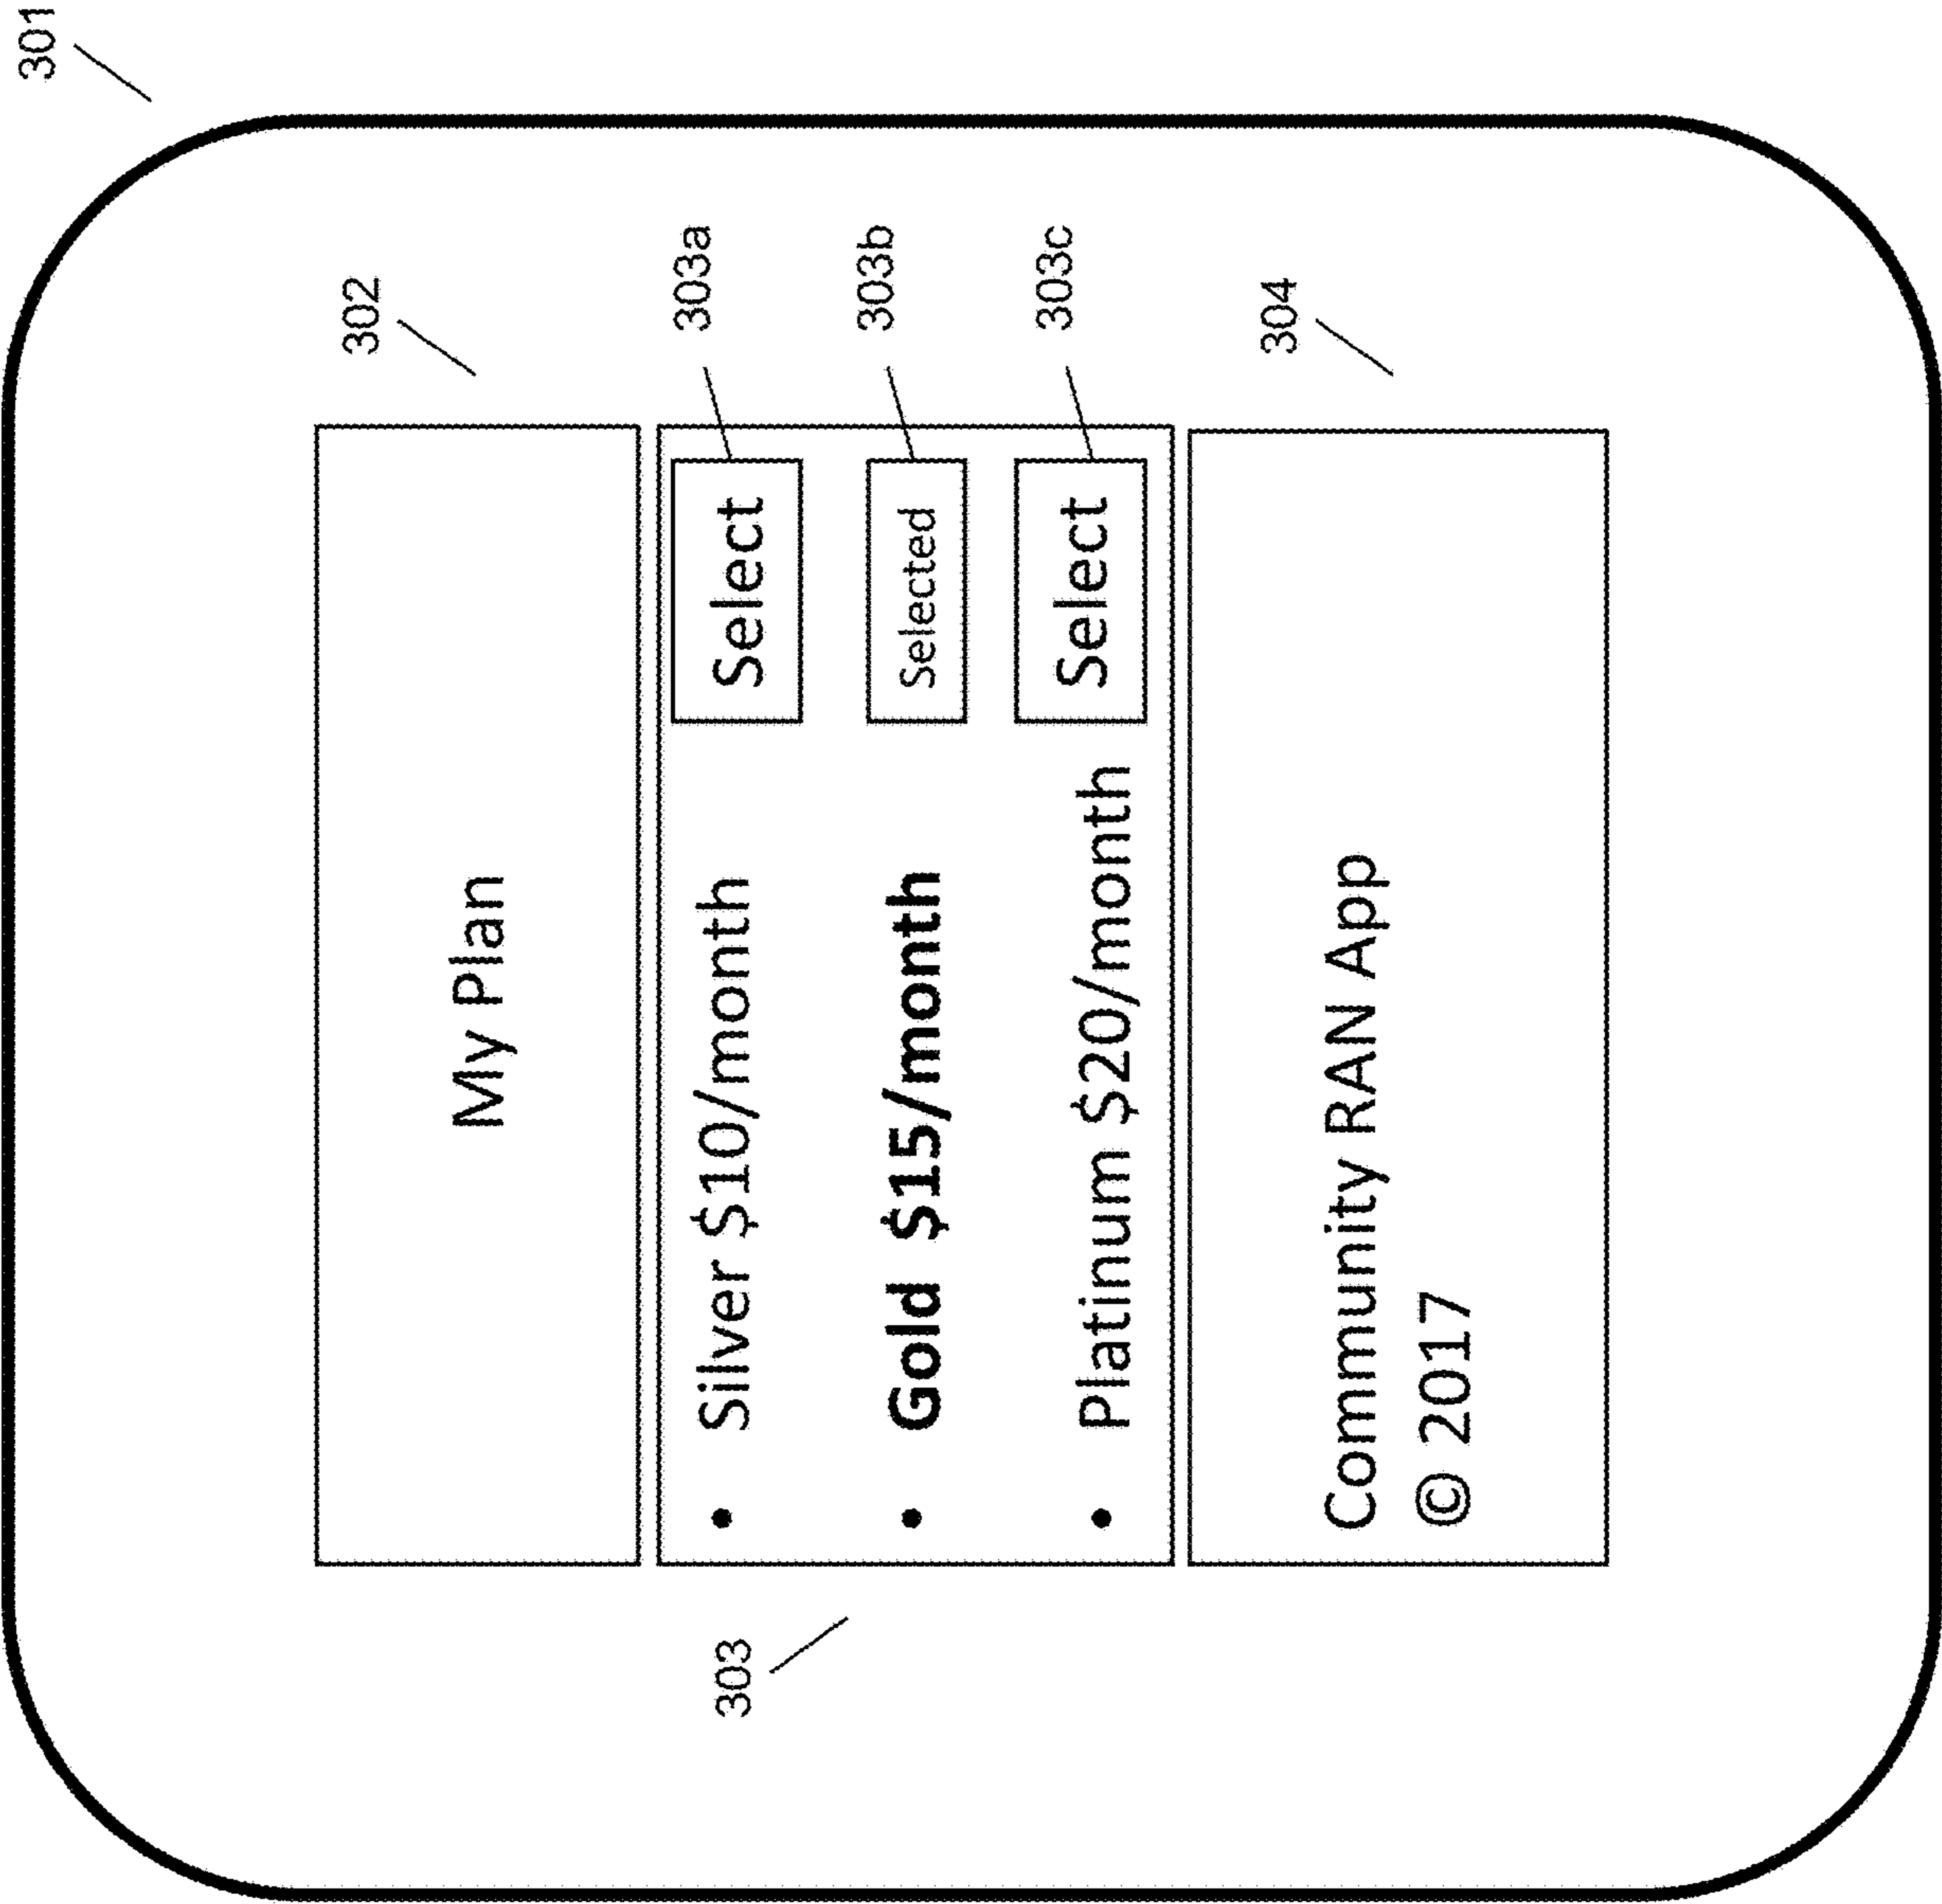 301
302
My Plan
303
303a
• Silver $10/month Select
303b
• Gold $15/month Selected
303c
• Platinum $20/month Select
304
Community RAN App
© 2017